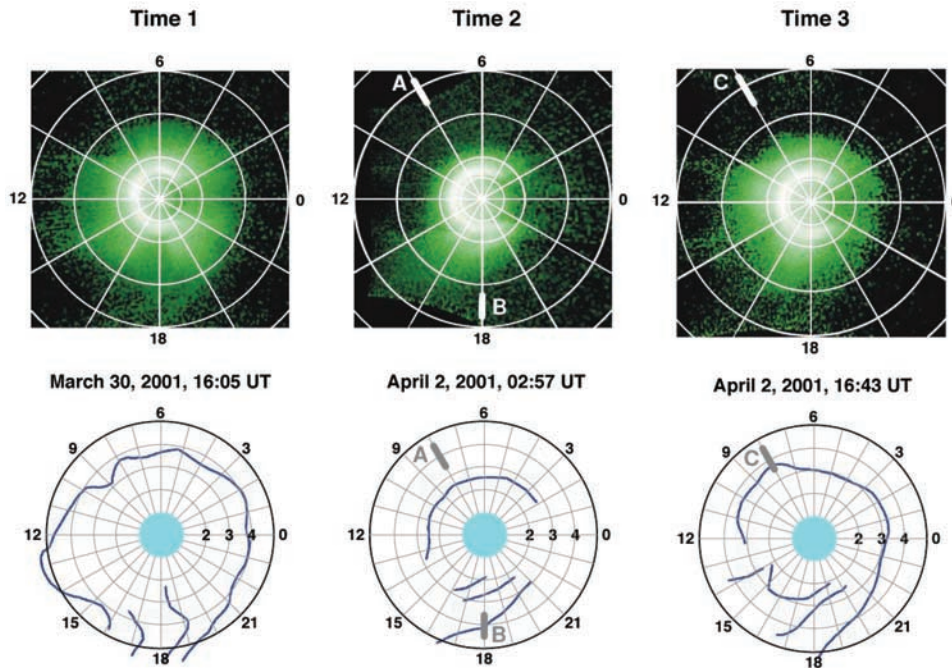 Time 1 Time 2 Time 3
6 6 6
A C
12 0 12 0 12 0
B
18 18 18
March 30, 2001, 16:05 UT April 2, 2001, 02:57 UT April 2, 2001, 16:43 UT
6 6 6
9 3 9 3 9 3
A C
12 2 3 4 0 12 2 3 4 0 12 2 3 4 0
15 21 15 21 15 21
B
18 18 18